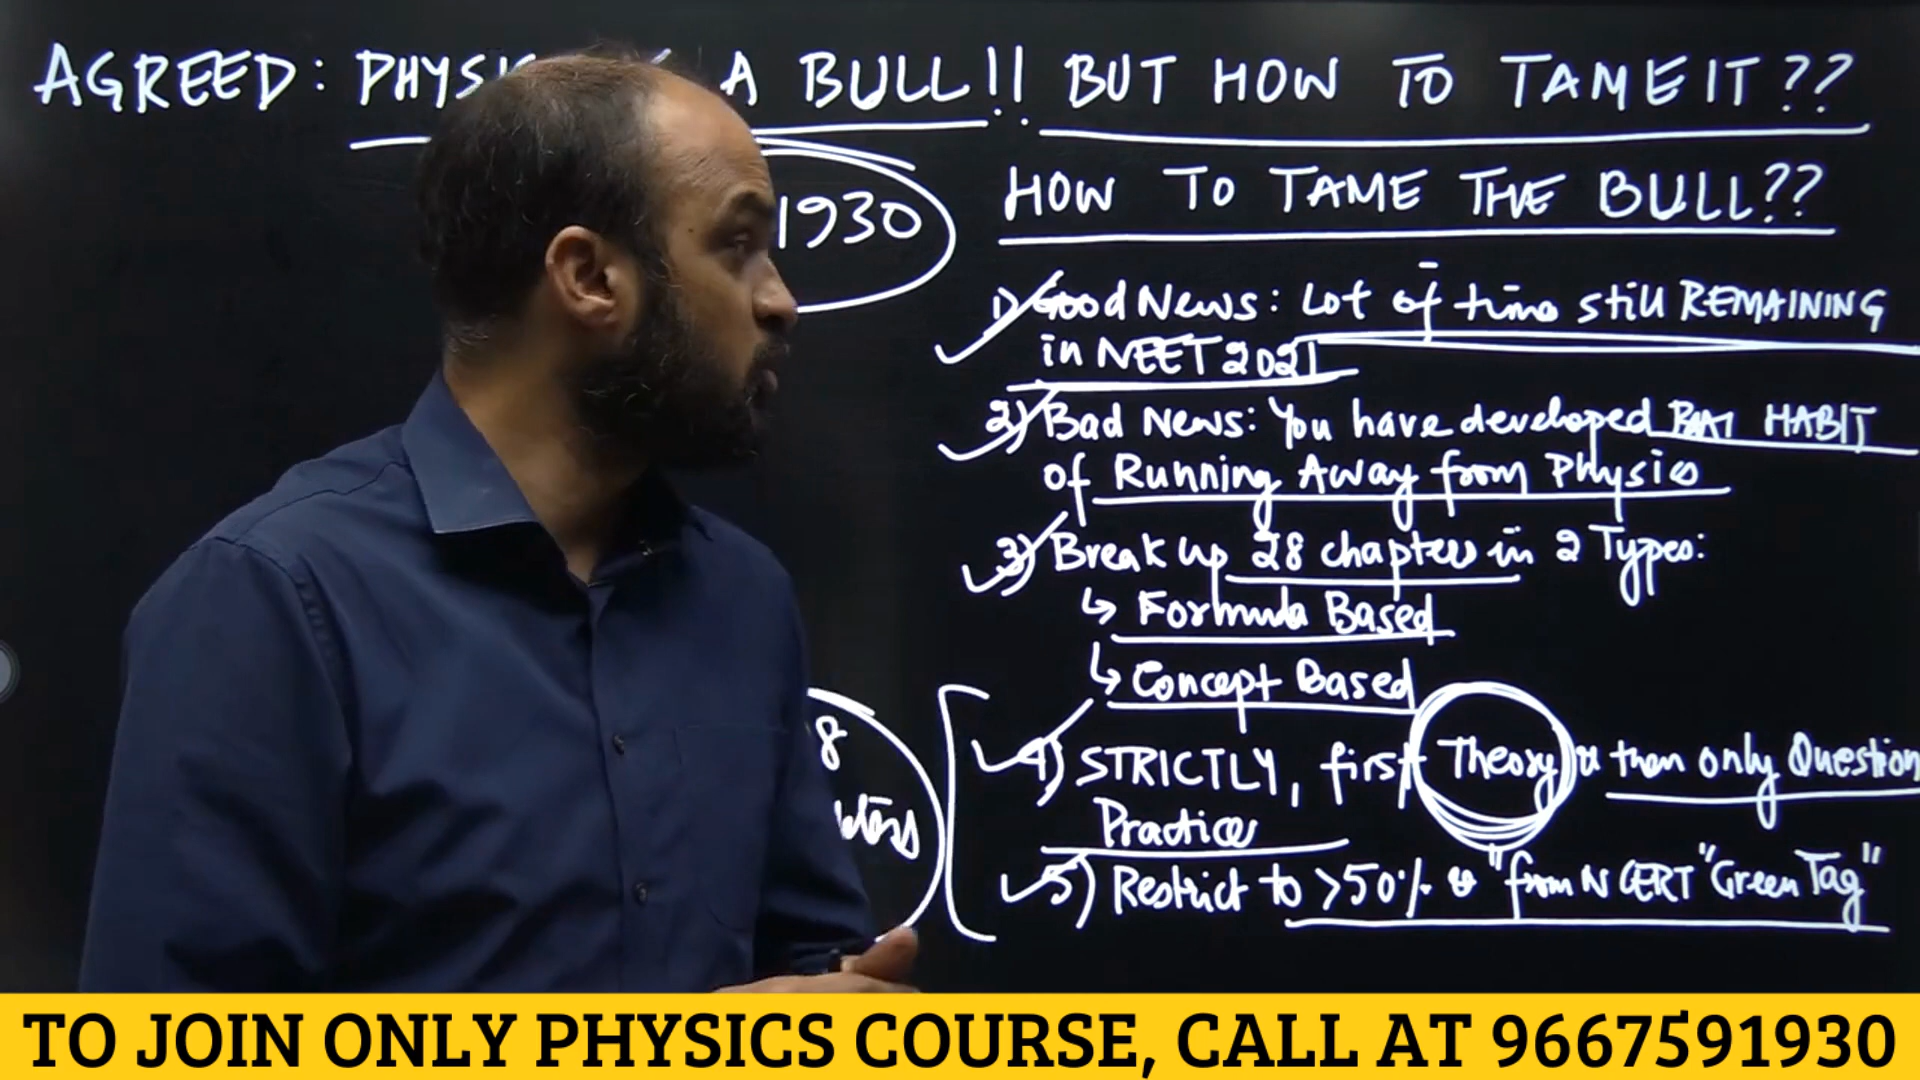 AGREED: PHYSI A BULL!! BUT HOW TO TAME IT??
1930
HOW TO TAME THE BULL??
1) Good News: Lot of time still REMAINING
in NEET 2021
2) Bad News: You have developed BAT HABIT
of Running Away from Physics
3) Break up 28 chapters in 2 Types:
↳ Formula Based
↳ Concept Based
8
4) STRICTLY, first Theory & then only Question
Practice
5) Restrict to >50% "from NCERT "Green Tag"
TO JOIN ONLY PHYSICS COURSE, CALL AT 9667591930